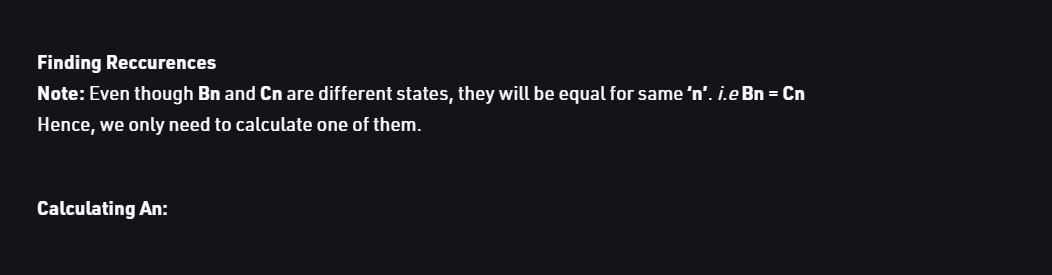 Finding Reccurences
Note: Even though Bn and Cn are different states, they will be equal for same ‘n’. i.e Bn = Cn
Hence, we only need to calculate one of them.
Calculating An: